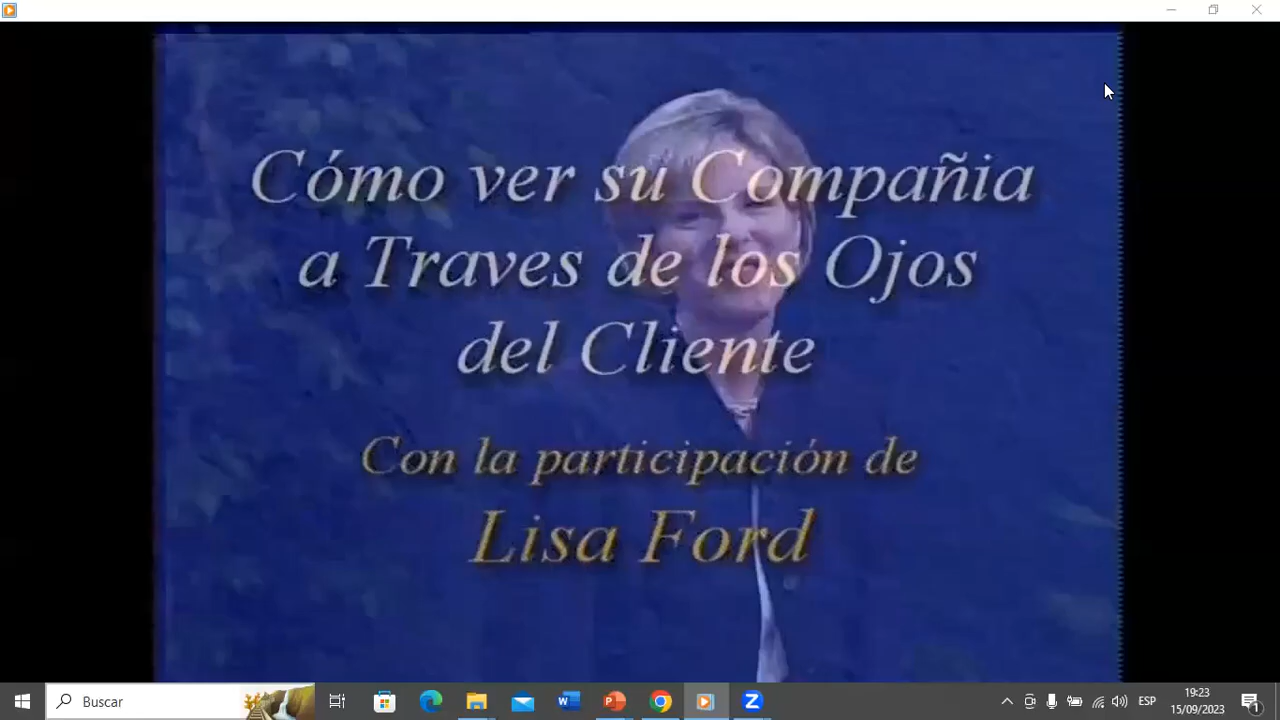 Cómo ver su Compañia
a Traves de los Ojos
del Cliente
Con la participación de
Lisa Ford
Buscar
ESP
19:23
15/09/2023
1